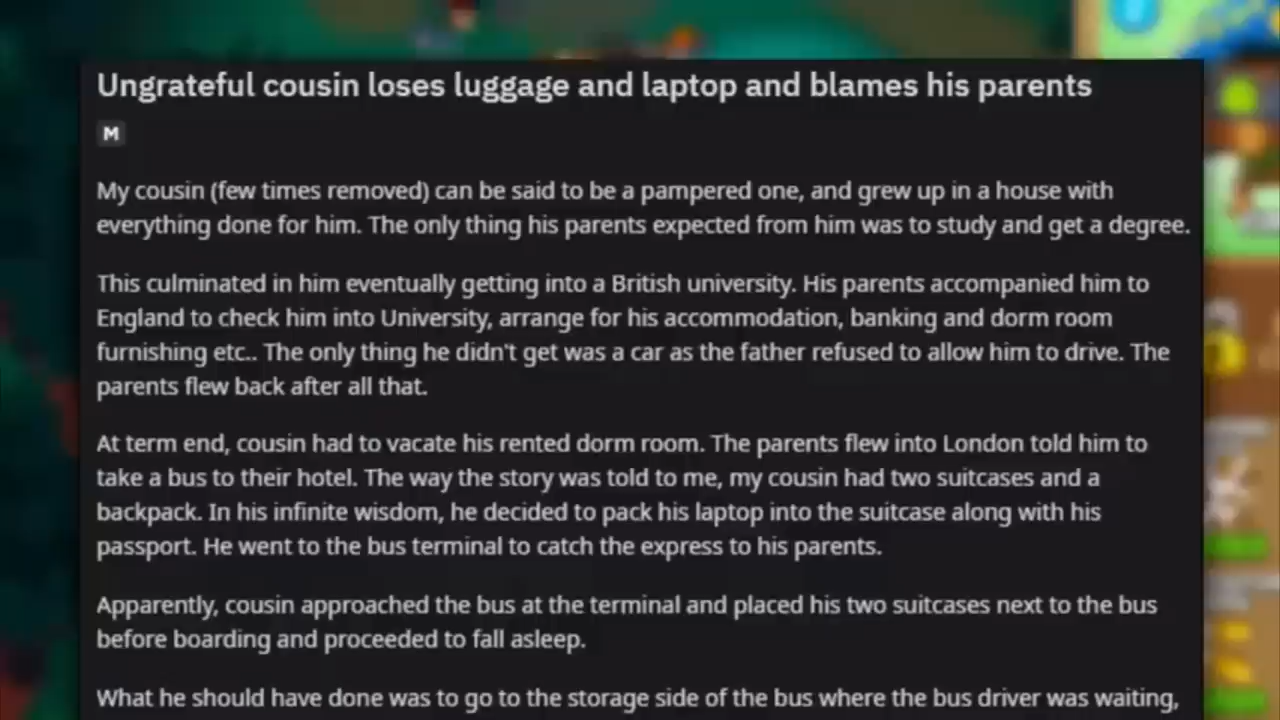 Ungrateful cousin loses luggage and laptop and blames his parents
M
My cousin (few times removed) can be said to be a pampered one, and grew up in a house with
everything done for him. The only thing his parents expected from him was to study and get a degree.
This culminated in him eventually getting into a British university. His parents accompanied him to
England to check him into University, arrange for his accommodation, banking and dorm room
furnishing etc.. The only thing he didn't get was a car as the father refused to allow him to drive. The
parents flew back after all that.
At term end, cousin had to vacate his rented dorm room. The parents flew into London told him to
take a bus to their hotel. The way the story was told to me, my cousin had two suitcases and a
backpack. In his infinite wisdom, he decided to pack his laptop into the suitcase along with his
passport. He went to the bus terminal to catch the express to his parents.
Apparently, cousin approached the bus at the terminal and placed his two suitcases next to the bus
before boarding and proceeded to fall asleep.
What he should have done was to go to the storage side of the bus where the bus driver was waiting,